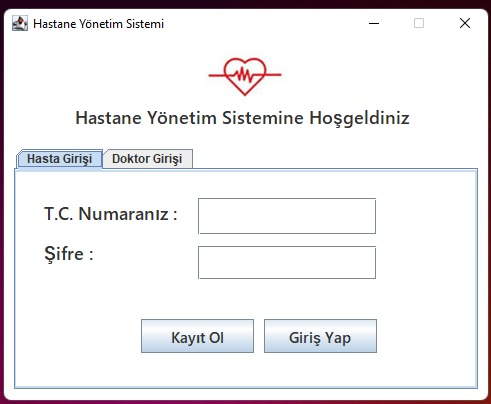 Hastane Yönetim Sistemi
Hastane Yönetim Sistemine Hoşgeldiniz
Hasta Girişi Doktor Girişi
T.C. Numaranız :
Şifre :
Kayıt Ol Giriş Yap